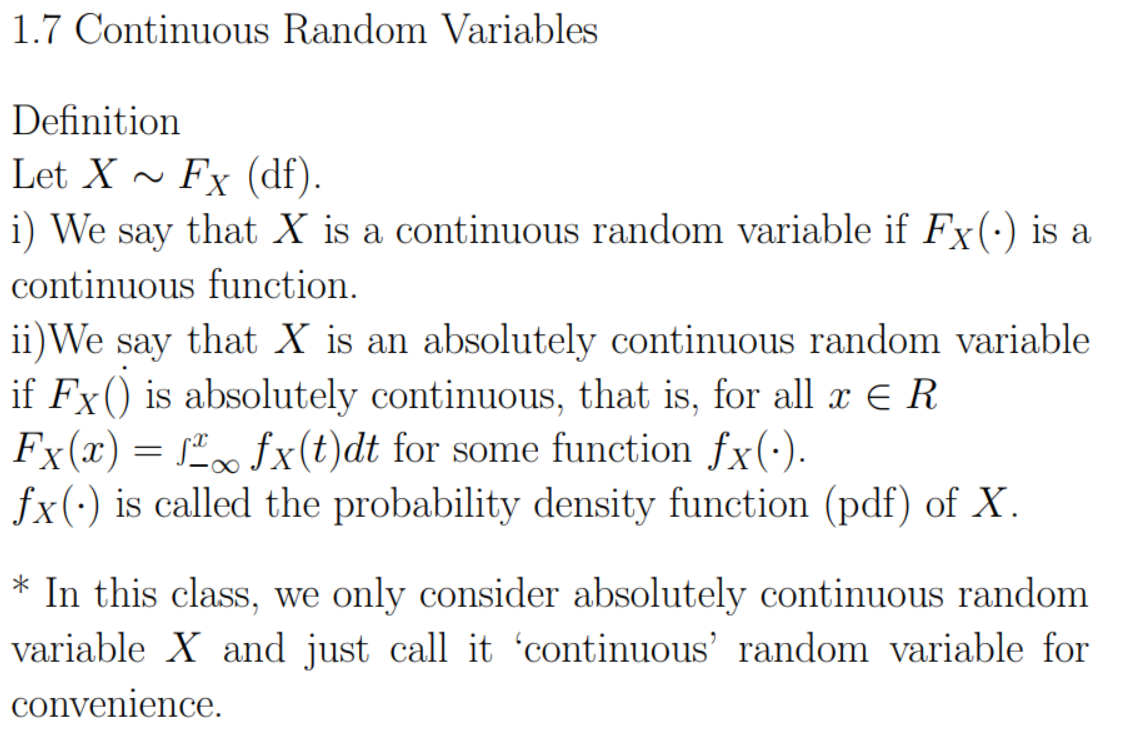 1.7 Continuous Random Variables
Definition
Let X ∼ F_X (df).
i) We say that X is a continuous random variable if F_X(·) is a
continuous function.
ii)We say that X is an absolutely continuous random variable
if F_X(̇) is absolutely continuous, that is, for all x ∈ R
F_X(x) = ∫_{−∞}^{x} f_X(t)dt for some function f_X(·).
f_X(·) is called the probability density function (pdf) of X.
* In this class, we only consider absolutely continuous random
variable X and just call it ‘continuous’ random variable for
convenience.